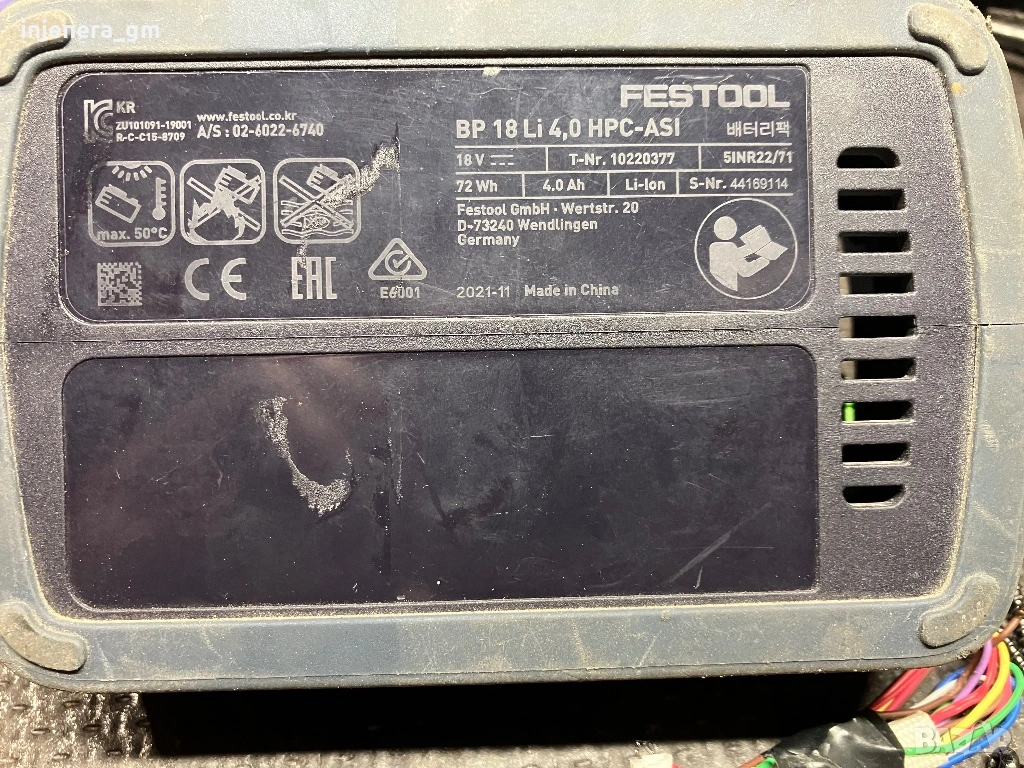 injenera_gm
KR
ZU101091-19001
R-C-C15-8709
www.festool.co.kr
A/S : 02-6022-6740
max. 50°C
CE
EAC
E6001
FESTOOL
BP 18 Li 4,0 HPC-ASI 배터리팩
18 V T-Nr. 10220377 5INR22/71
72 Wh 4.0 Ah Li-Ion S-Nr. 44169114
Festool GmbH · Wertstr. 20
D-73240 Wendlingen
Germany
2021-11 Made in China